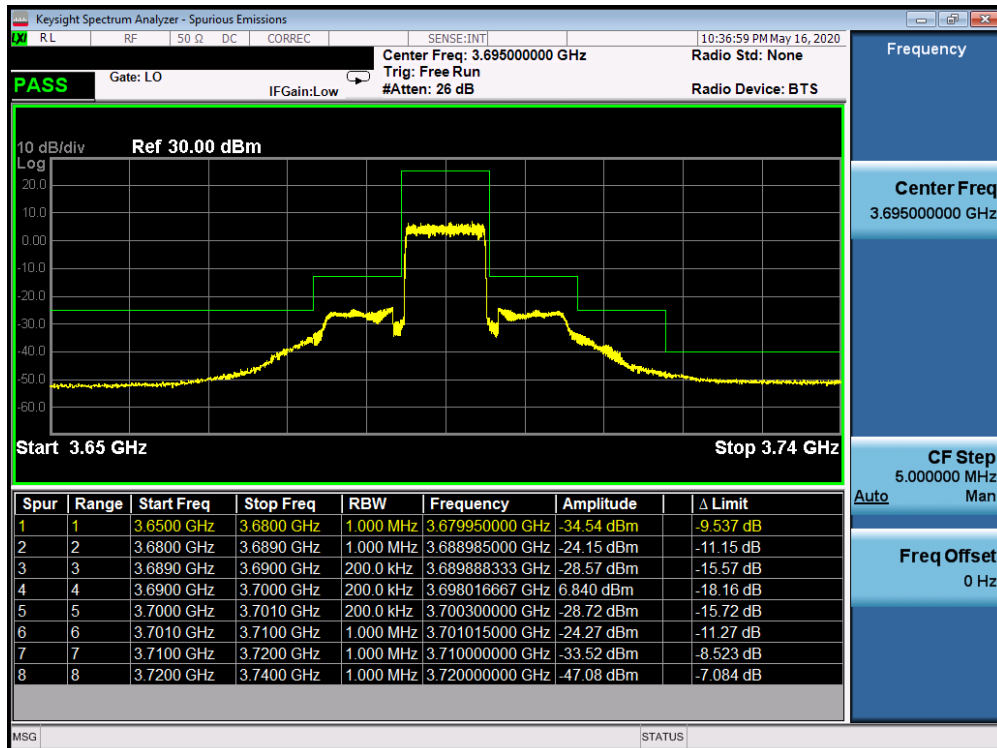 Keysight Spectrum Analyzer - Spurious Emissions
LXI RL RF 50 Ω DC CORREC SENSE:INT 10:36:59 PM May 16, 2020
Center Freq: 3.695000000 GHz Radio Std: None
PASS Gate: LO Trig: Free Run
IFGain:Low #Atten: 26 dB Radio Device: BTS
10 dB/div Ref 30.00 dBm
Log
20.0
10.0
0.00
-10.0
-20.0
-30.0
-40.0
-50.0
-60.0
Start 3.65 GHz Stop 3.74 GHz
Spur Range Start Freq Stop Freq RBW Frequency Amplitude Δ Limit
1 1 3.6500 GHz 3.6800 GHz 1.000 MHz 3.679950000 GHz -34.54 dBm -9.537 dB
2 2 3.6800 GHz 3.6890 GHz 1.000 MHz 3.688985000 GHz -24.15 dBm -11.15 dB
3 3 3.6890 GHz 3.6900 GHz 200.0 kHz 3.689888333 GHz -28.57 dBm -15.57 dB
4 4 3.6900 GHz 3.7000 GHz 200.0 kHz 3.698016667 GHz 6.840 dBm -18.16 dB
5 5 3.7000 GHz 3.7010 GHz 200.0 kHz 3.700300000 GHz -28.72 dBm -15.72 dB
6 6 3.7010 GHz 3.7100 GHz 1.000 MHz 3.701015000 GHz -24.27 dBm -11.27 dB
7 7 3.7100 GHz 3.7200 GHz 1.000 MHz 3.710000000 GHz -33.52 dBm -8.523 dB
8 8 3.7200 GHz 3.7400 GHz 1.000 MHz 3.720000000 GHz -47.08 dBm -7.084 dB
MSG STATUS
Frequency
Center Freq
3.695000000 GHz
CF Step
5.000000 MHz
Auto Man
Freq Offset
0 Hz